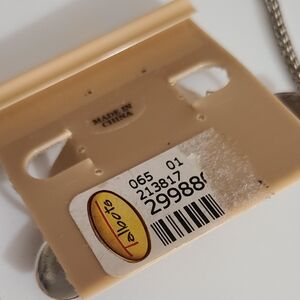 MADE IN
CHINA
065 01
213817
29988
Talbots